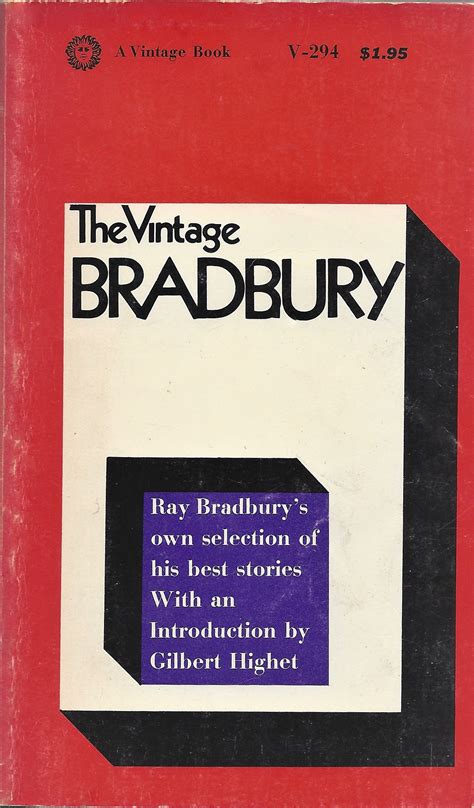 A Vintage Book V-294 $1.95
The Vintage
BRADBURY
Ray Bradbury's
own selection of
his best stories
With an
Introduction by
Gilbert Highet